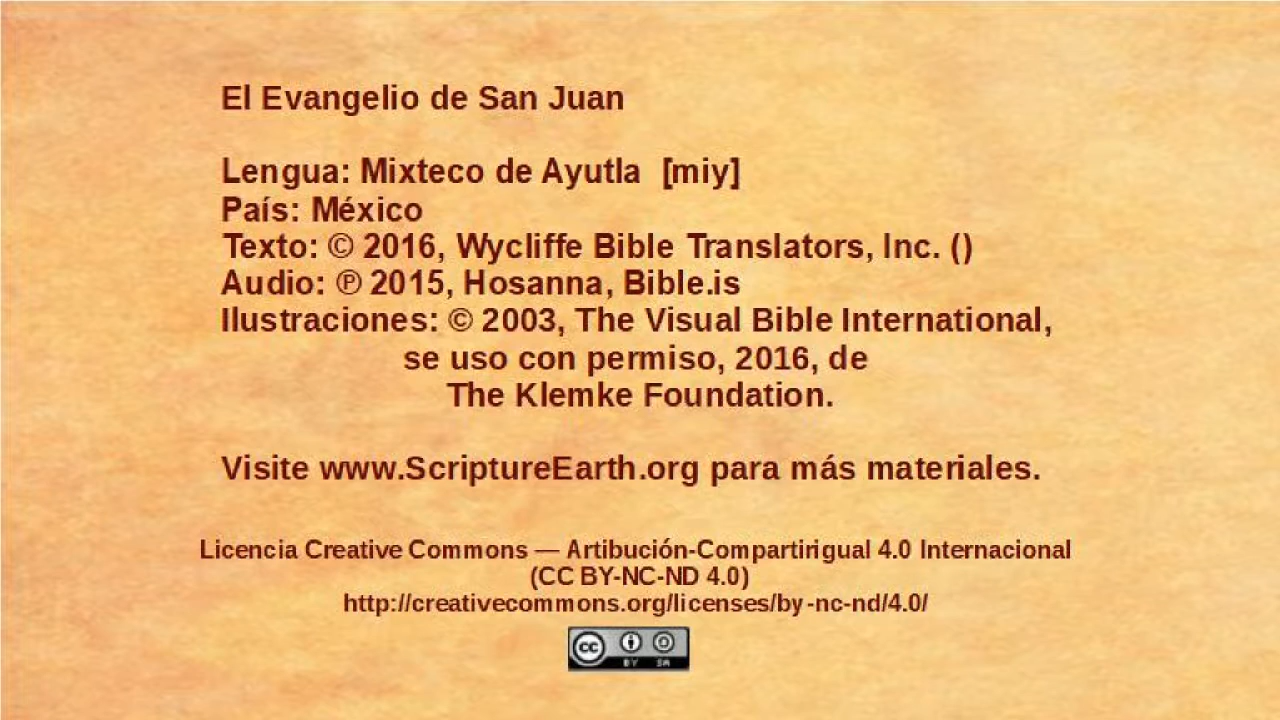 El Evangelio de San Juan
Lengua: Mixteco de Ayutla [miy]
País: México
Texto: © 2016, Wycliffe Bible Translators, Inc. ()
Audio: ℗ 2015, Hosanna, Bible.is
Ilustraciones: © 2003, The Visual Bible International,
se uso con permiso, 2016, de
The Klemke Foundation.
Visite www.ScriptureEarth.org para más materiales.
Licencia Creative Commons — Artibución-Compartirigual 4.0 Internacional
(CC BY-NC-ND 4.0)
http://creativecommons.org/licenses/by-nc-nd/4.0/
cc
BY SA